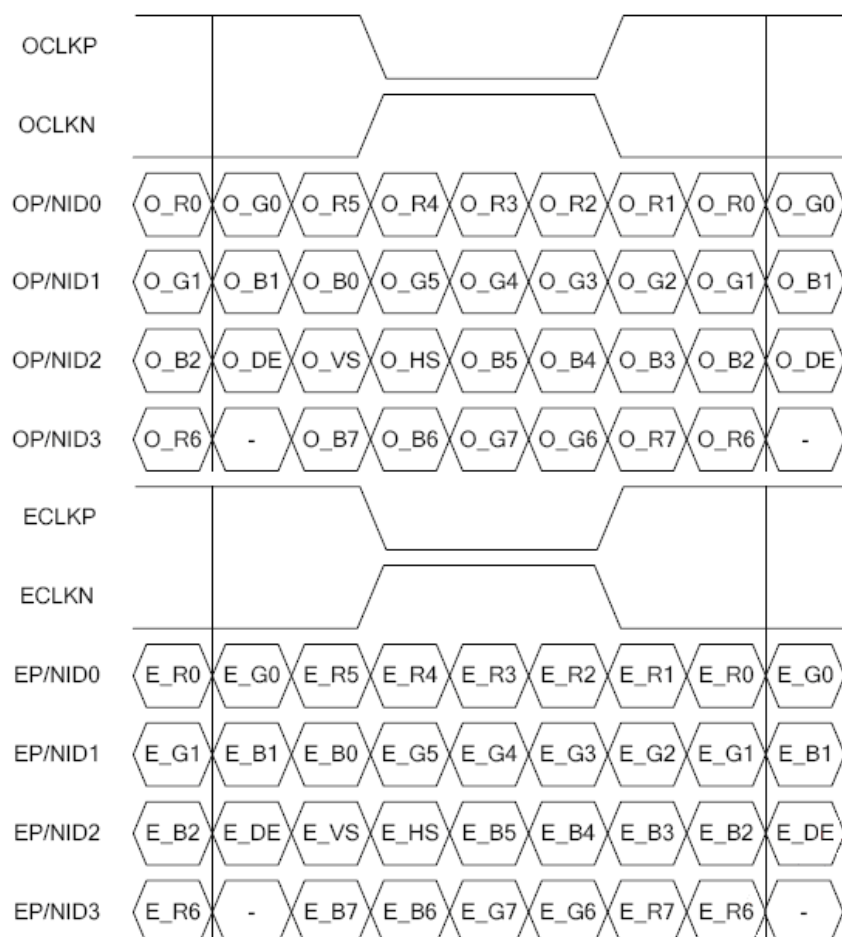 OCLKP
OCLKN
OP/NID0 O_R0 O_G0 O_R5 O_R4 O_R3 O_R2 O_R1 O_R0 O_G0
OP/NID1 O_G1 O_B1 O_B0 O_G5 O_G4 O_G3 O_G2 O_G1 O_B1
OP/NID2 O_B2 O_DE O_VS O_HS O_B5 O_B4 O_B3 O_B2 O_DE
OP/NID3 O_R6 - O_B7 O_B6 O_G7 O_G6 O_R7 O_R6 -
ECLKP
ECLKN
EP/NID0 E_R0 E_G0 E_R5 E_R4 E_R3 E_R2 E_R1 E_R0 E_G0
EP/NID1 E_G1 E_B1 E_B0 E_G5 E_G4 E_G3 E_G2 E_G1 E_B1
EP/NID2 E_B2 E_DE E_VS E_HS E_B5 E_B4 E_B3 E_B2 E_DE
EP/NID3 E_R6 - E_B7 E_B6 E_G7 E_G6 E_R7 E_R6 -